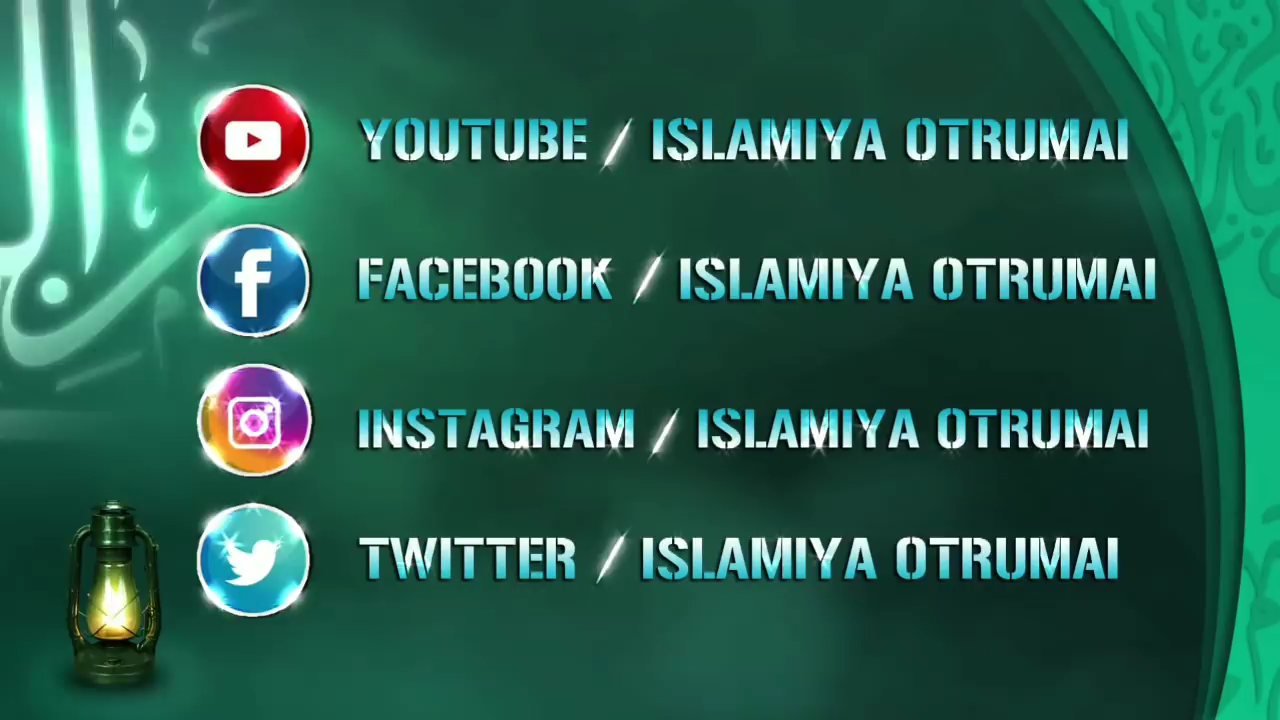 YOUTUBE / ISLAMIYA OTRUMAI
FACEBOOK / ISLAMIYA OTRUMAI
INSTAGRAM / ISLAMIYA OTRUMAI
TWITTER / ISLAMIYA OTRUMAI